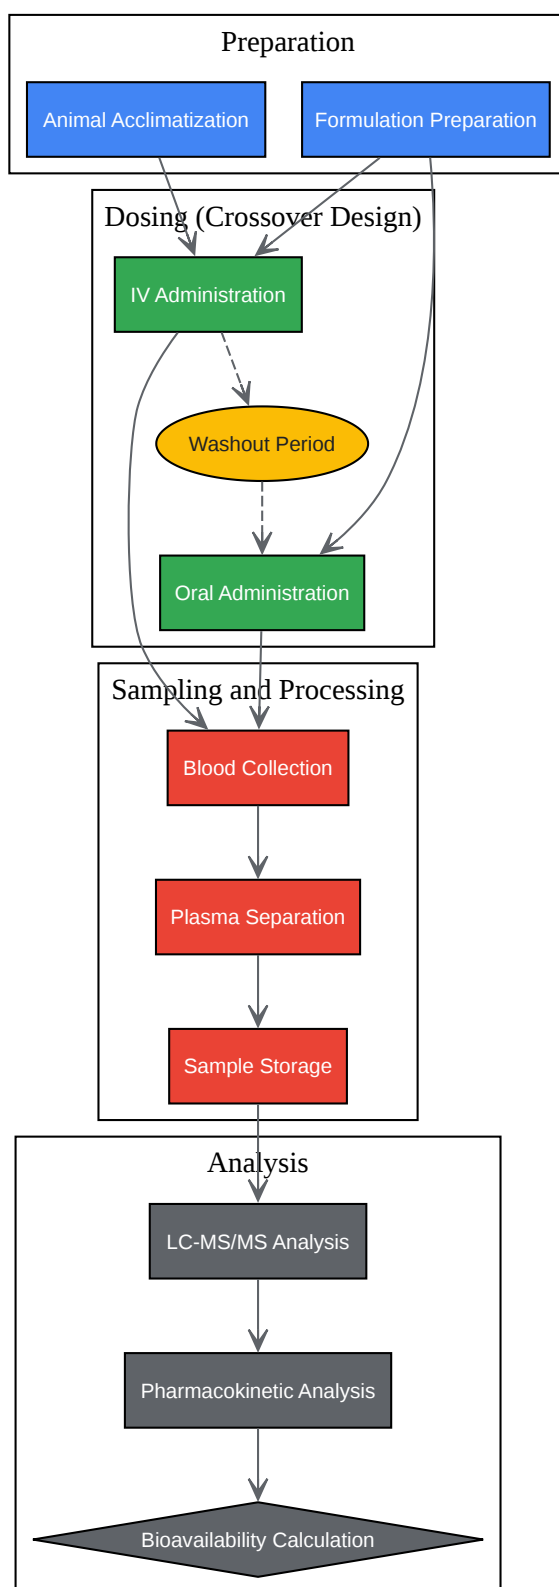 Preparation
Animal Acclimatization
Formulation Preparation
Dosing (Crossover Design)
IV Administration
Washout Period
Oral Administration
Sampling and Processing
Blood Collection
Plasma Separation
Sample Storage
Analysis
LC-MS/MS Analysis
Pharmacokinetic Analysis
Bioavailability Calculation